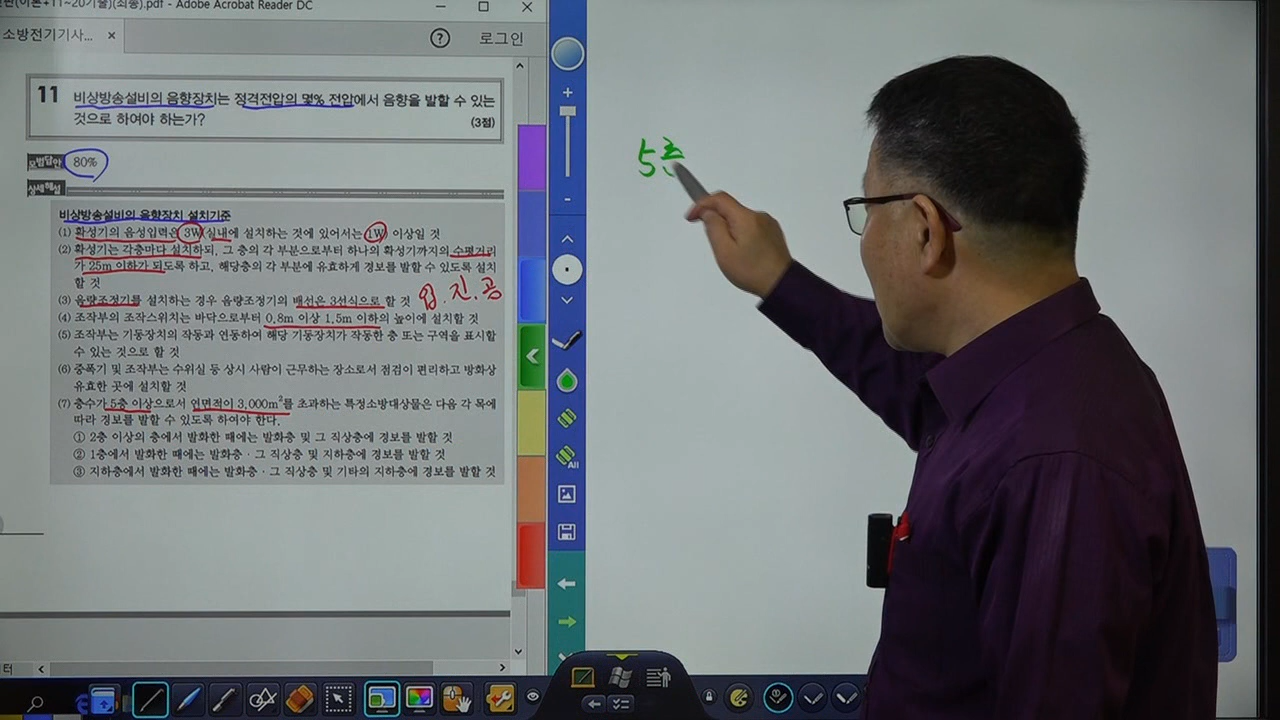 (이론+11~20기출)(최종).pdf - Adobe Acrobat Reader DC
소방전기기사... ×
? 로그인
11 비상방송설비의 음향장치는 정격전압의 몇% 전압에서 음향을 발할 수 있는
것으로 하여야 하는가?
(3점)
모범답안 80%
상세해설
비상방송설비의 음향장치 설치기준
(1) 확성기의 음성입력은 3W(실내에 설치하는 것에 있어서는 1W) 이상일 것
(2) 확성기는 각층마다 설치하되, 그 층의 각 부분으로부터 하나의 확성기까지의 수평거리
가 25m 이하가 되도록 하고, 해당층의 각 부분에 유효하게 경보를 발할 수 있도록 설치
할 것
(3) 음량조정기를 설치하는 경우 음량조정기의 배선은 3선식으로 할 것
(4) 조작부의 조작스위치는 바닥으로부터 0.8m 이상 1.5m 이하의 높이에 설치할 것
(5) 조작부는 기동장치의 작동과 연동하여 해당 기동장치가 작동한 층 또는 구역을 표시할
수 있는 것으로 할 것
(6) 증폭기 및 조작부는 수위실 등 상시 사람이 근무하는 장소로서 점검이 편리하고 방화상
유효한 곳에 설치할 것
(7) 층수가 5층 이상으로서 연면적이 3,000m²를 초과하는 특정소방대상물은 다음 각 목에
따라 경보를 발할 수 있도록 하여야 한다.
① 2층 이상의 층에서 발화한 때에는 발화층 및 그 직상층에 경보를 발할 것
② 1층에서 발화한 때에는 발화층·그 직상층 및 지하층에 경보를 발할 것
③ 지하층에서 발화한 때에는 발화층·그 직상층 및 기타의 지하층에 경보를 발할 것
터
ALL
5층